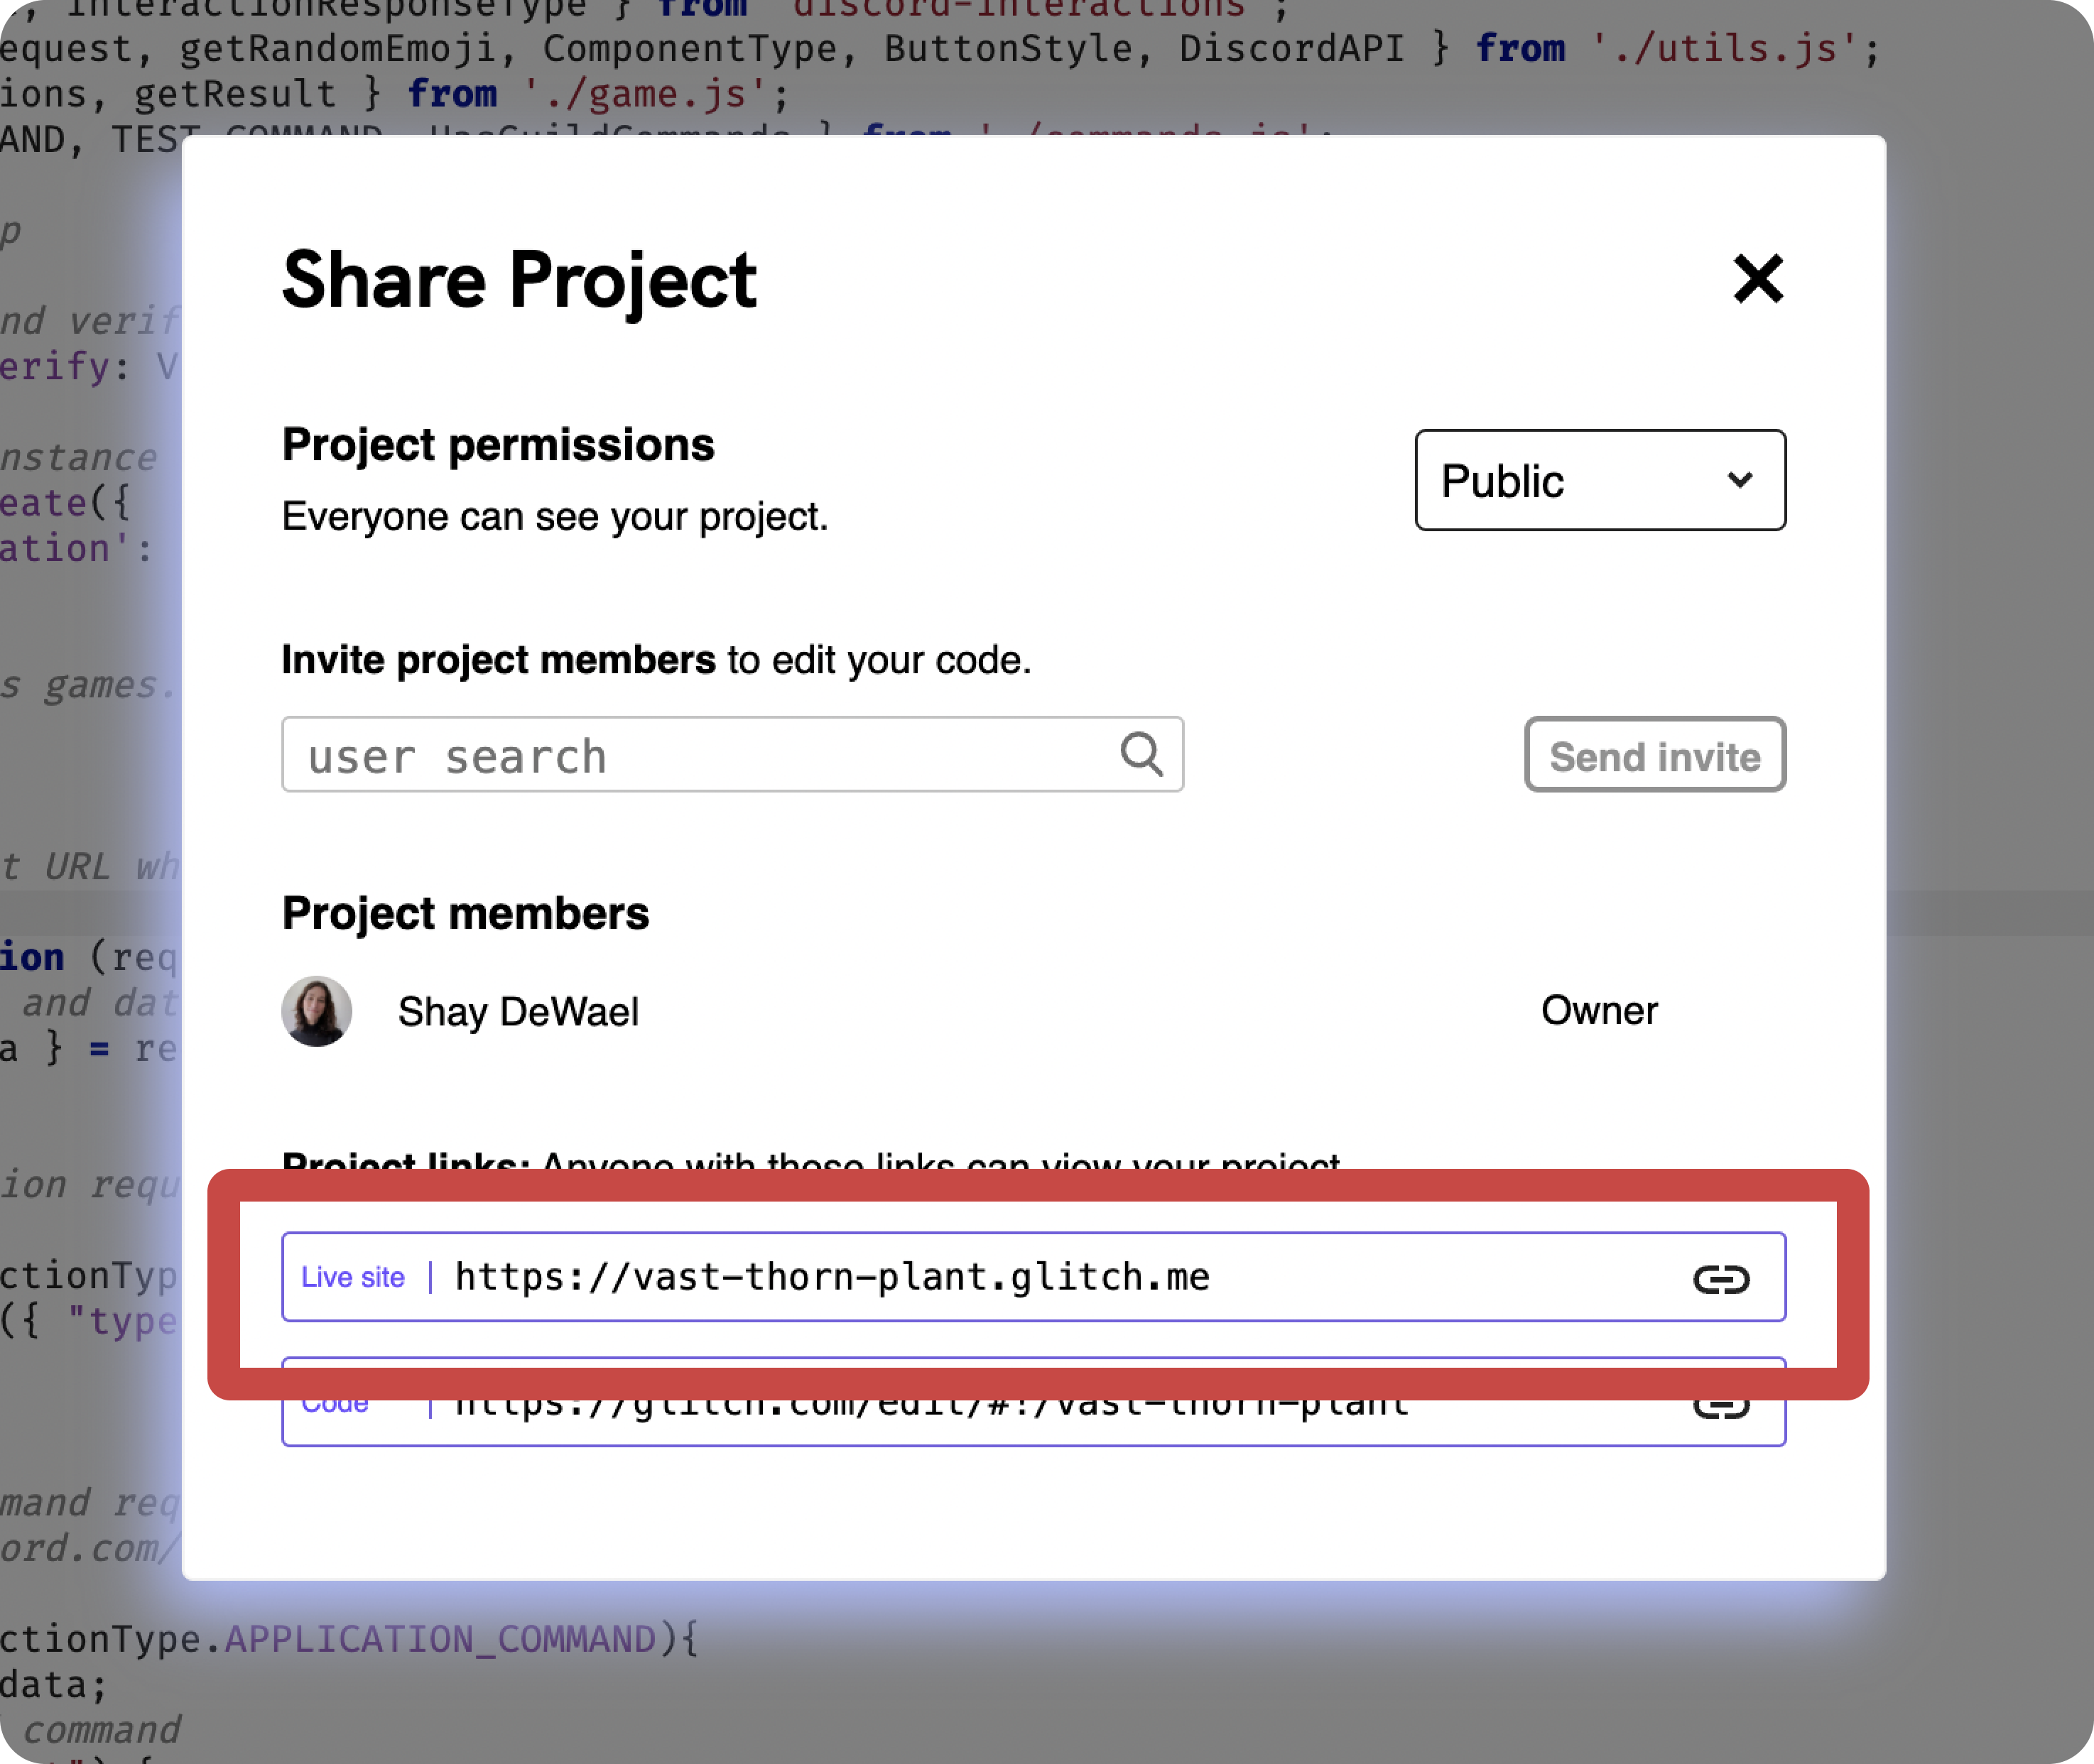 , InteractionResponseType } from 'discord-interactions';
equest, getRandomEmoji, ComponentType, ButtonStyle, DiscordAPI } from './utils.js';
ions, getResult } from './game.js';
AND, TEST_COMMAND, HasGuildCommands } from './commands.js';
p
nd verif
erify: V
nstance
eate({
ation':
s games.
t URL wh
ion (req
and dat
a } = re
ion requ
ctionTyp
({ "type
mand req
ord.com/
ctionType.APPLICATION_COMMAND){
data;
command
Share Project
Project permissions
Everyone can see your project.
Public
Invite project members to edit your code.
user search
Send invite
Project members
Shay DeWael
Owner
Project links: Anyone with these links can view your project
Live site | https://vast-thorn-plant.glitch.me
Code | https://glitch.com/edit/#!/vast-thorn-plant